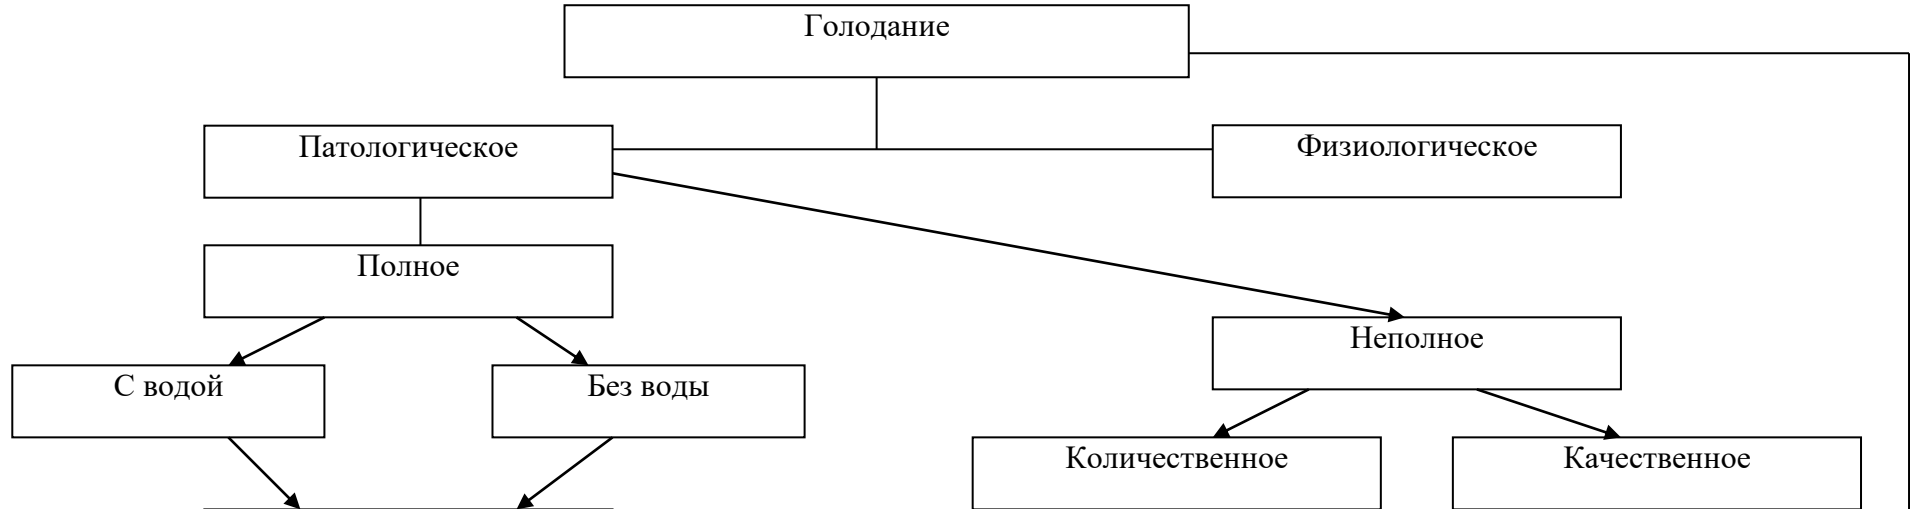 Голодание
Патологическое
Физиологическое
Полное
Неполное
С водой
Без воды
Количественное
Качественное